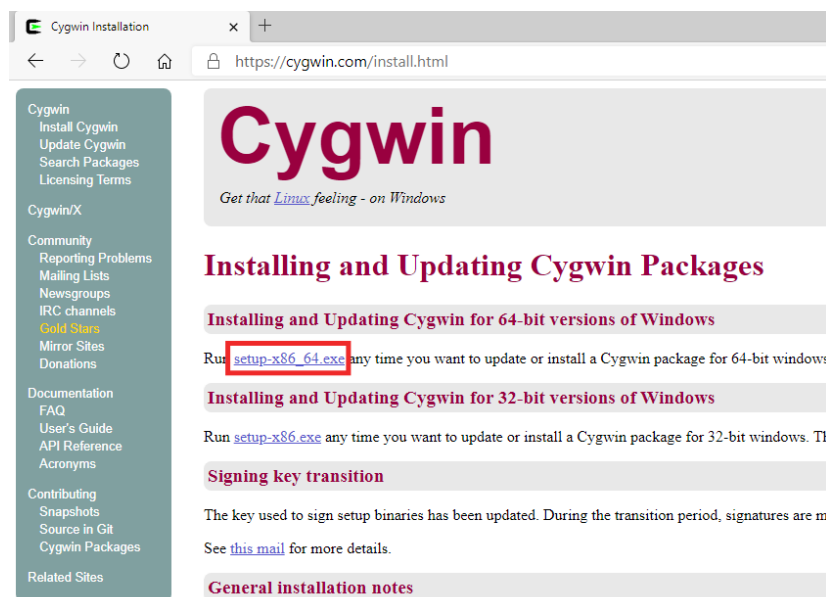 Cygwin Installation
https://cygwin.com/install.html
Cygwin
Install Cygwin
Update Cygwin
Search Packages
Licensing Terms
Cygwin/X
Community
Reporting Problems
Mailing Lists
Newsgroups
IRC channels
Gold Stars
Mirror Sites
Donations
Documentation
FAQ
User's Guide
API Reference
Acronyms
Contributing
Snapshots
Source in Git
Cygwin Packages
Related Sites
Cygwin
Get that Linux feeling - on Windows
Installing and Updating Cygwin Packages
Installing and Updating Cygwin for 64-bit versions of Windows
Run setup-x86_64.exe any time you want to update or install a Cygwin package for 64-bit windows
Installing and Updating Cygwin for 32-bit versions of Windows
Run setup-x86.exe any time you want to update or install a Cygwin package for 32-bit windows.
Signing key transition
The key used to sign setup binaries has been updated. During the transition period, signatures are
See this mail for more details.
General installation notes